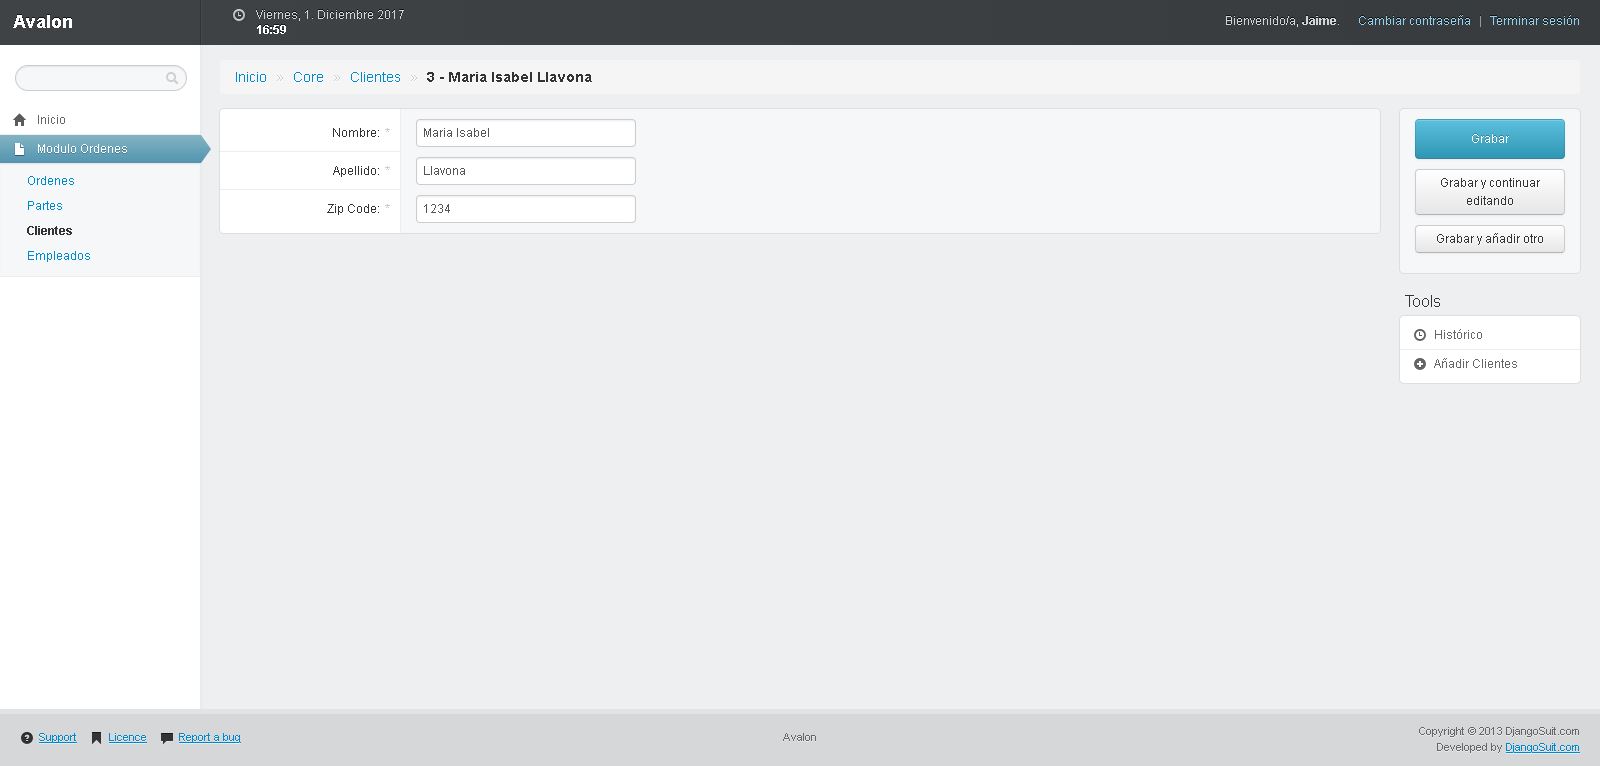 Avalon
Viernes, 1. Diciembre 2017
16:59
Bienvenido/a, Jaime. Cambiar contraseña | Terminar sesión
Inicio » Core » Clientes » 3 - Maria Isabel Llavona
Inicio
Modulo Ordenes
Ordenes
Partes
Clientes
Empleados
Nombre: * Maria Isabel
Apellido: * Llavona
Zip Code: * 1234
Grabar
Grabar y continuar
editando
Grabar y añadir otro
Tools
Histórico
Añadir Clientes
Support Licence Report a bug
Avalon
Copyright © 2013 DjangoSuit.com
Developed by DjangoSuit.com